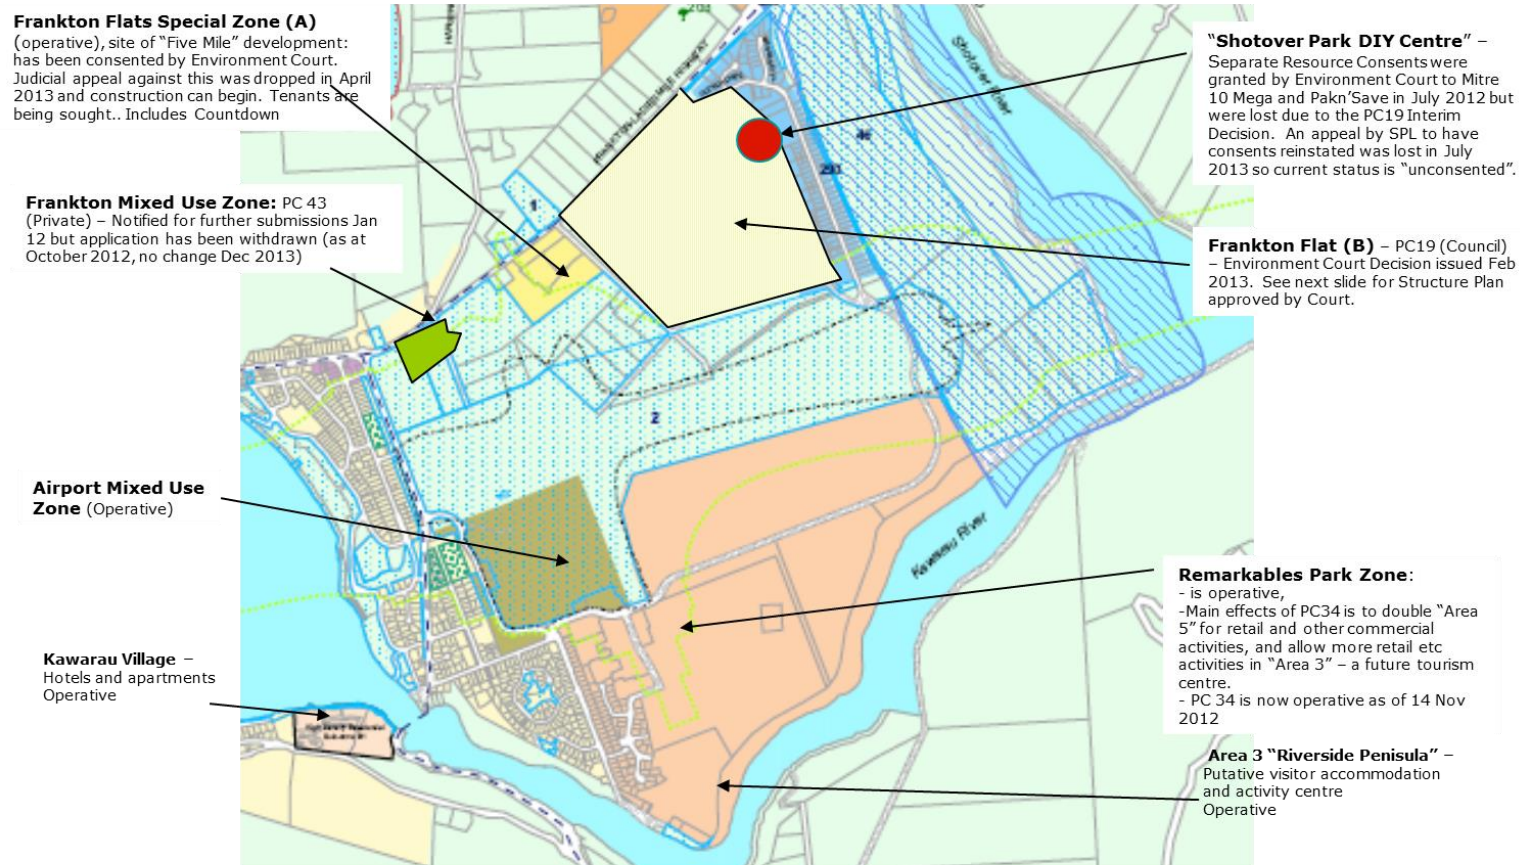 Frankton Flats Special Zone (A)
(operative), site of “Five Mile” development:
has been consented by Environment Court.
Judicial appeal against this was dropped in April
2013 and construction can begin. Tenants are
being sought.. Includes Countdown
Frankton Mixed Use Zone: PC 43
(Private) – Notified for further submissions Jan
12 but application has been withdrawn (as at
October 2012, no change Dec 2013)
Airport Mixed Use
Zone (Operative)
Kawarau Village –
Hotels and apartments
Operative
“Shotover Park DIY Centre” –
Separate Resource Consents were
granted by Environment Court to Mitre
10 Mega and Pakn’Save in July 2012 but
were lost due to the PC19 Interim
Decision. An appeal by SPL to have
consents reinstated was lost in July
2013 so current status is “unconsented”.
Frankton Flat (B) – PC19 (Council)
– Environment Court Decision issued Feb
2013. See next slide for Structure Plan
approved by Court.
Remarkables Park Zone:
- is operative,
-Main effects of PC34 is to double “Area
5” for retail and other commercial
activities, and allow more retail etc
activities in “Area 3” – a future tourism
centre.
- PC 34 is now operative as of 14 Nov
2012
Area 3 “Riverside Penisula” –
Putative visitor accommodation
and activity centre
Operative
Shotover River
Kawarau River
1
2